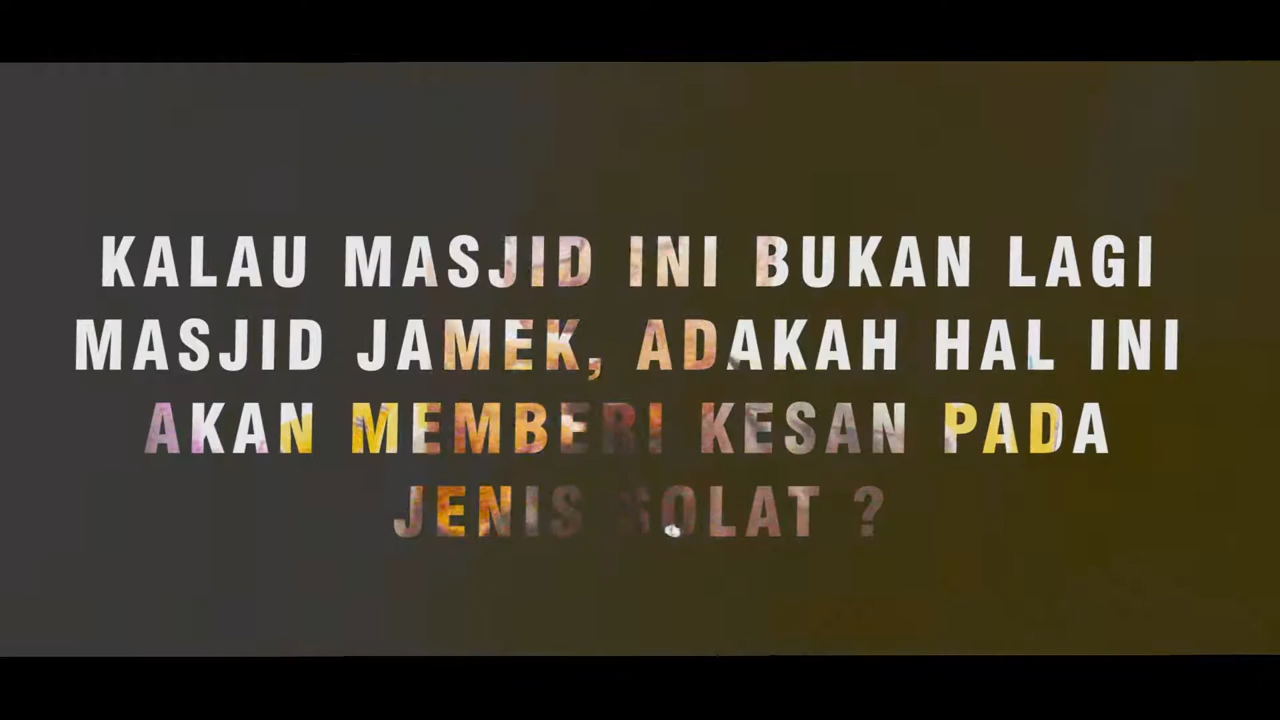 KALAU MASJID INI BUKAN LAGI
MASJID JAMEK, ADAKAH HAL INI
AKAN MEMBERI KESAN PADA
JENIS SOLAT ?